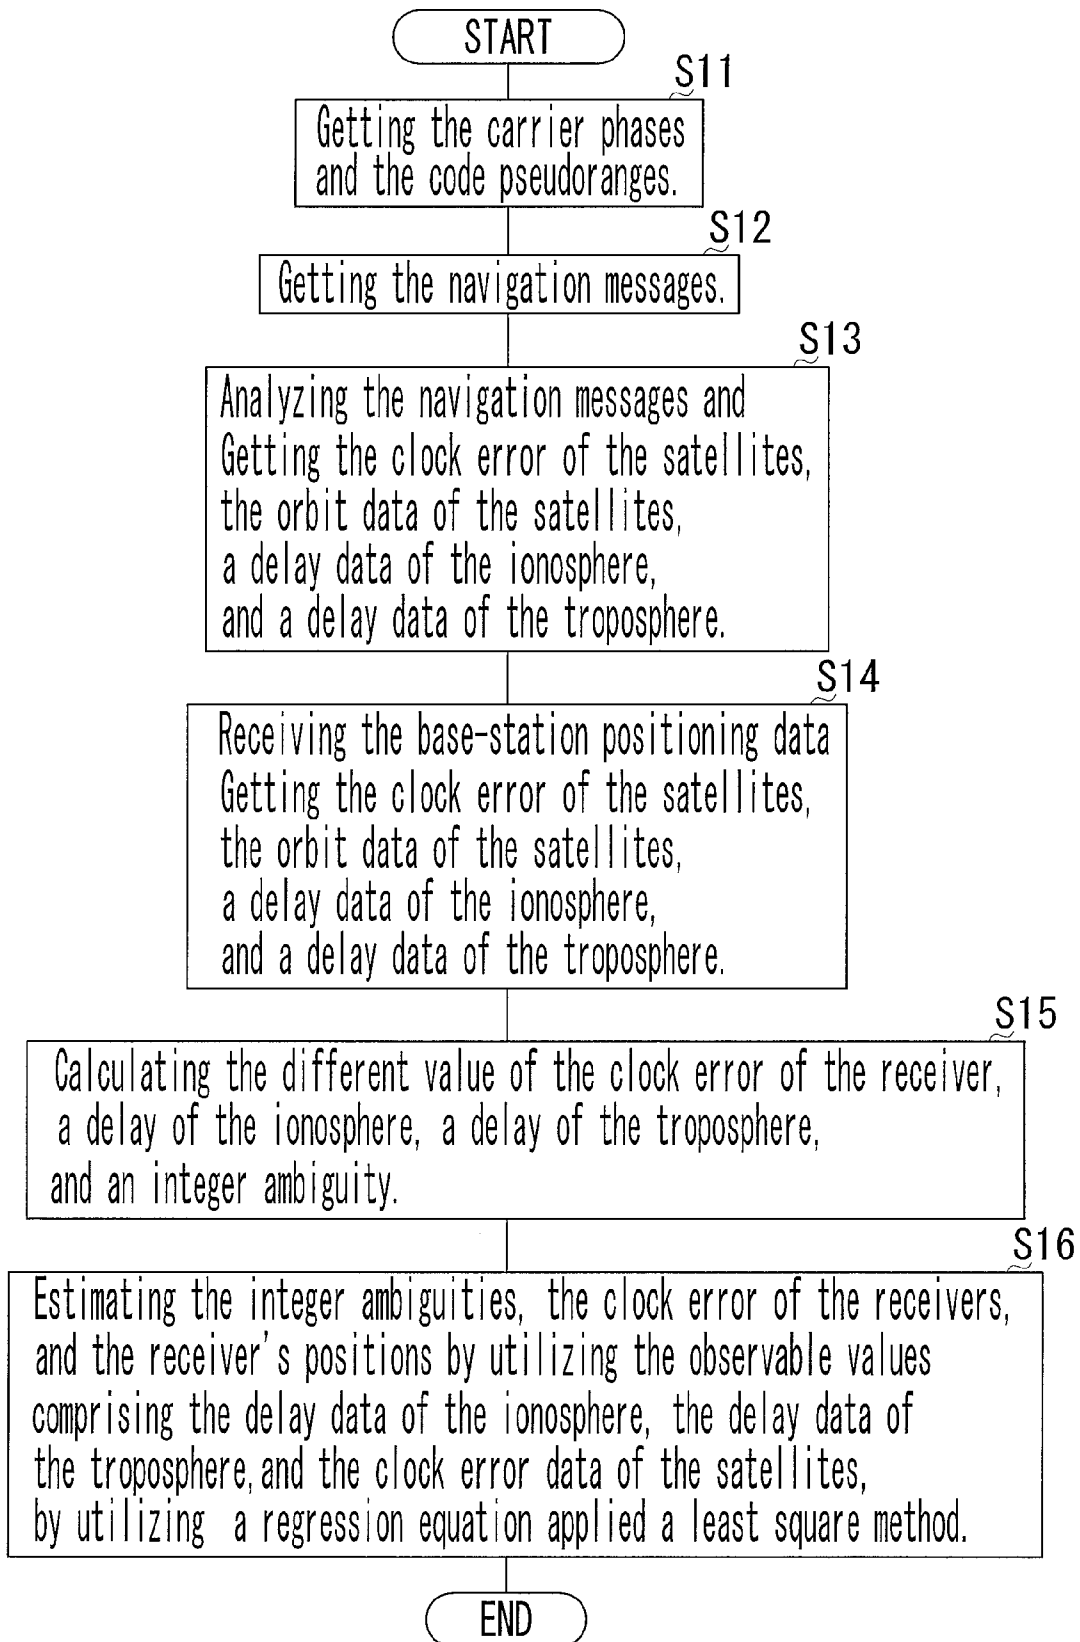 START
S11
Getting the carrier phases
and the code pseudoranges.
S12
Getting the navigation messages.
S13
Analyzing the navigation messages and
Getting the clock error of the satellites,
the orbit data of the satellites,
a delay data of the ionosphere,
and a delay data of the troposphere.
S14
Receiving the base-station positioning data
Getting the clock error of the satellites,
the orbit data of the satellites,
a delay data of the ionosphere,
and a delay data of the troposphere.
S15
Calculating the different value of the clock error of the receiver,
a delay of the ionosphere, a delay of the troposphere,
and an integer ambiguity.
S16
Estimating the integer ambiguities, the clock error of the receivers,
and the receiver's positions by utilizing the observable values
comprising the delay data of the ionosphere, the delay data of
the troposphere, and the clock error data of the satellites,
by utilizing a regression equation applied a least square method.
END